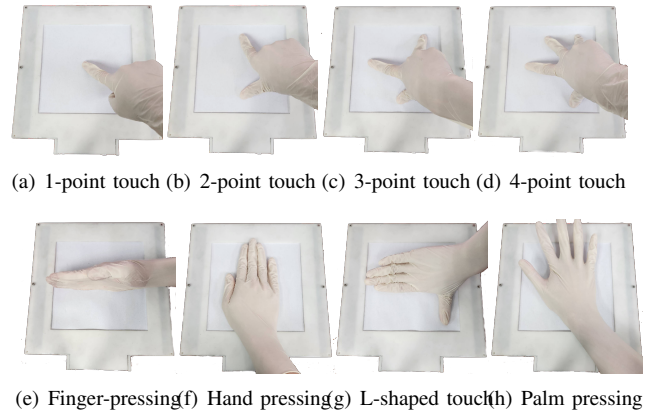 (a) 1-point touch (b) 2-point touch (c) 3-point touch (d) 4-point touch
(e) Finger-pressing(f) Hand pressing(g) L-shaped touch(h) Palm pressing